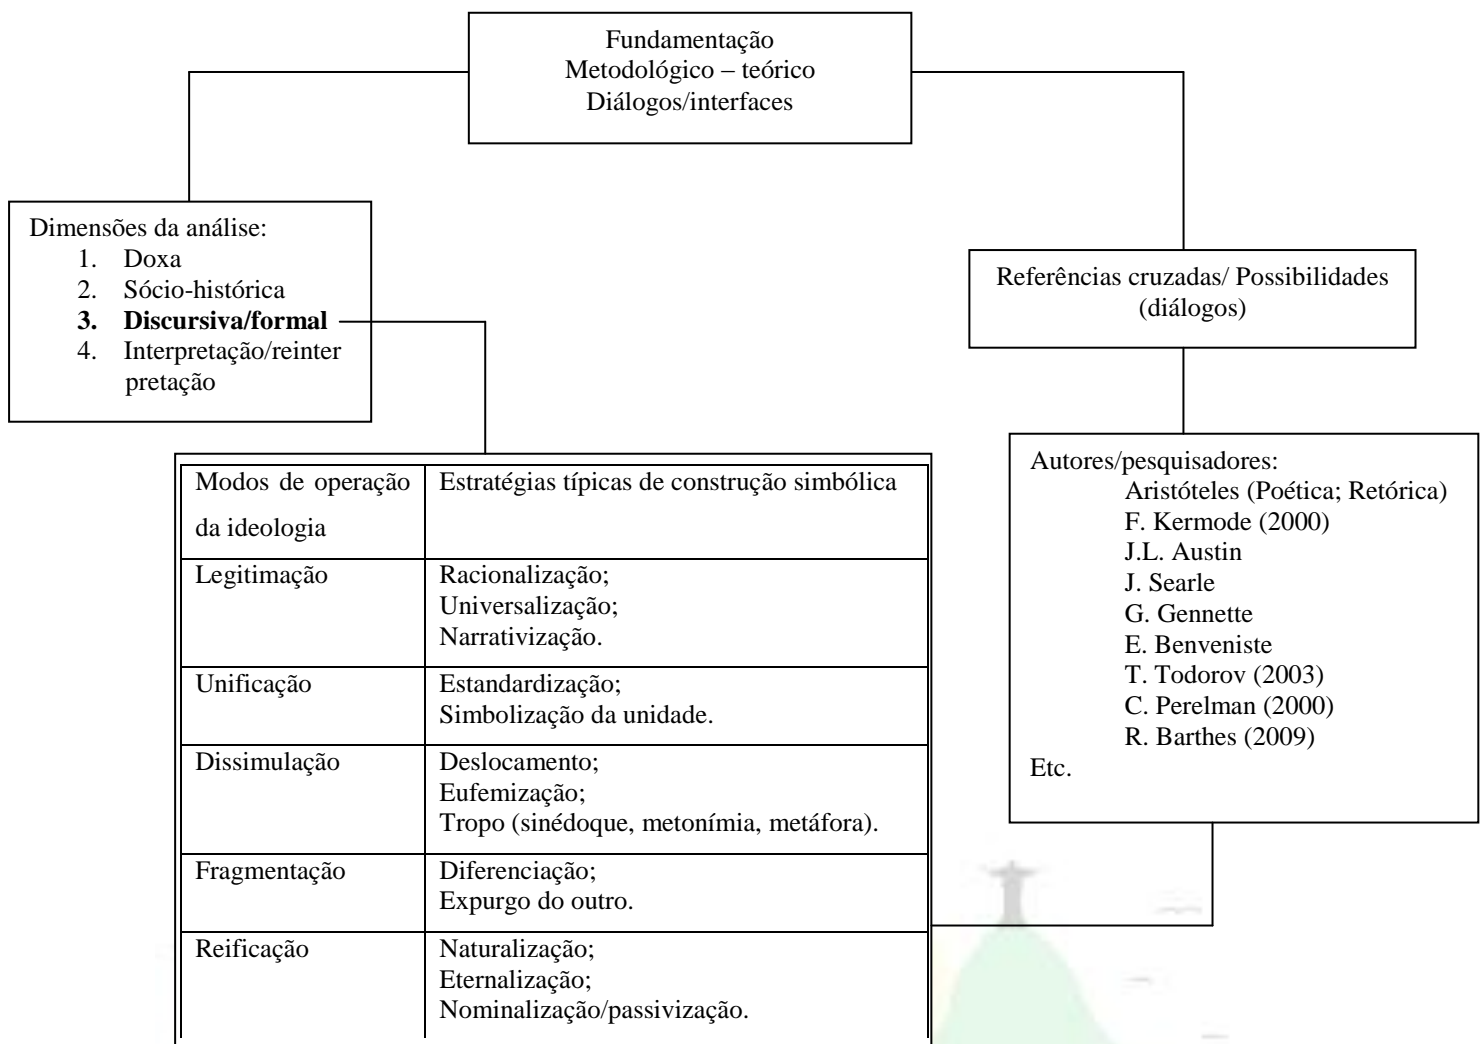 Fundamentação
Metodológico – teórico
Diálogos/interfaces
Dimensões da análise:
1. Doxa
2. Sócio-histórica
3. Discursiva/formal
4. Interpretação/reinter
pretação
Referências cruzadas/ Possibilidades
(diálogos)
Autores/pesquisadores:
Aristóteles (Poética; Retórica)
F. Kermode (2000)
J.L. Austin
J. Searle
G. Gennette
E. Benveniste
T. Todorov (2003)
C. Perelman (2000)
R. Barthes (2009)
Etc.
Modos de operação
da ideologia
Estratégias típicas de construção simbólica
Legitimação
Racionalização;
Universalização;
Narrativização.
Unificação
Estandardização;
Simbolização da unidade.
Dissimulação
Deslocamento;
Eufemização;
Tropo (sinédoque, metonímia, metáfora).
Fragmentação
Diferenciação;
Expurgo do outro.
Reificação
Naturalização;
Eternalização;
Nominalização/passivização.